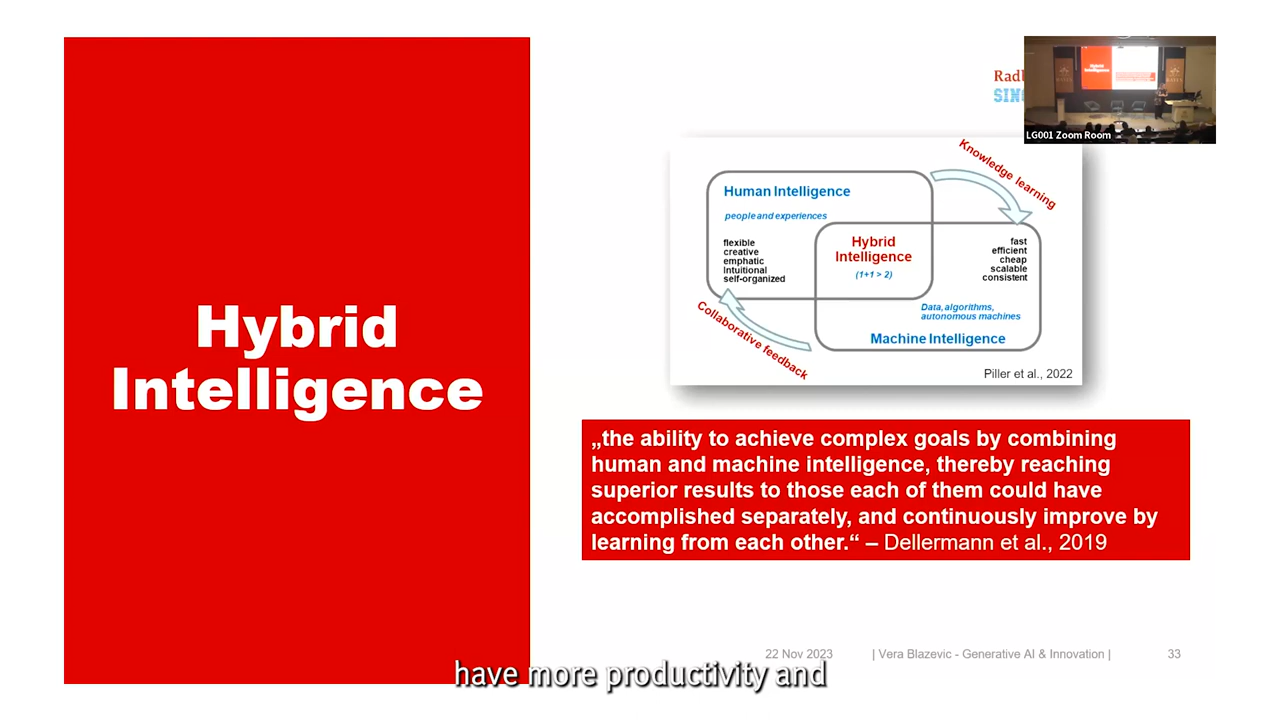 Hybrid
Intelligence
LG001 Zoom Room
Knowledge learning
Human Intelligence
people and experiences
flexible
creative
emphatic
Intuitional
self-organized
Hybrid
Intelligence
(1+1 > 2)
fast
efficient
cheap
scalable
consistent
Data, algorithms,
autonomous machines
Machine Intelligence
Collaborative feedback
Piller et al., 2022
„the ability to achieve complex goals by combining
human and machine intelligence, thereby reaching
superior results to those each of them could have
accomplished separately, and continuously improve by
learning from each other.“ – Dellermann et al., 2019
22 Nov 2023 | Vera Blazevic - Generative AI & Innovation | 33
have more productivity and